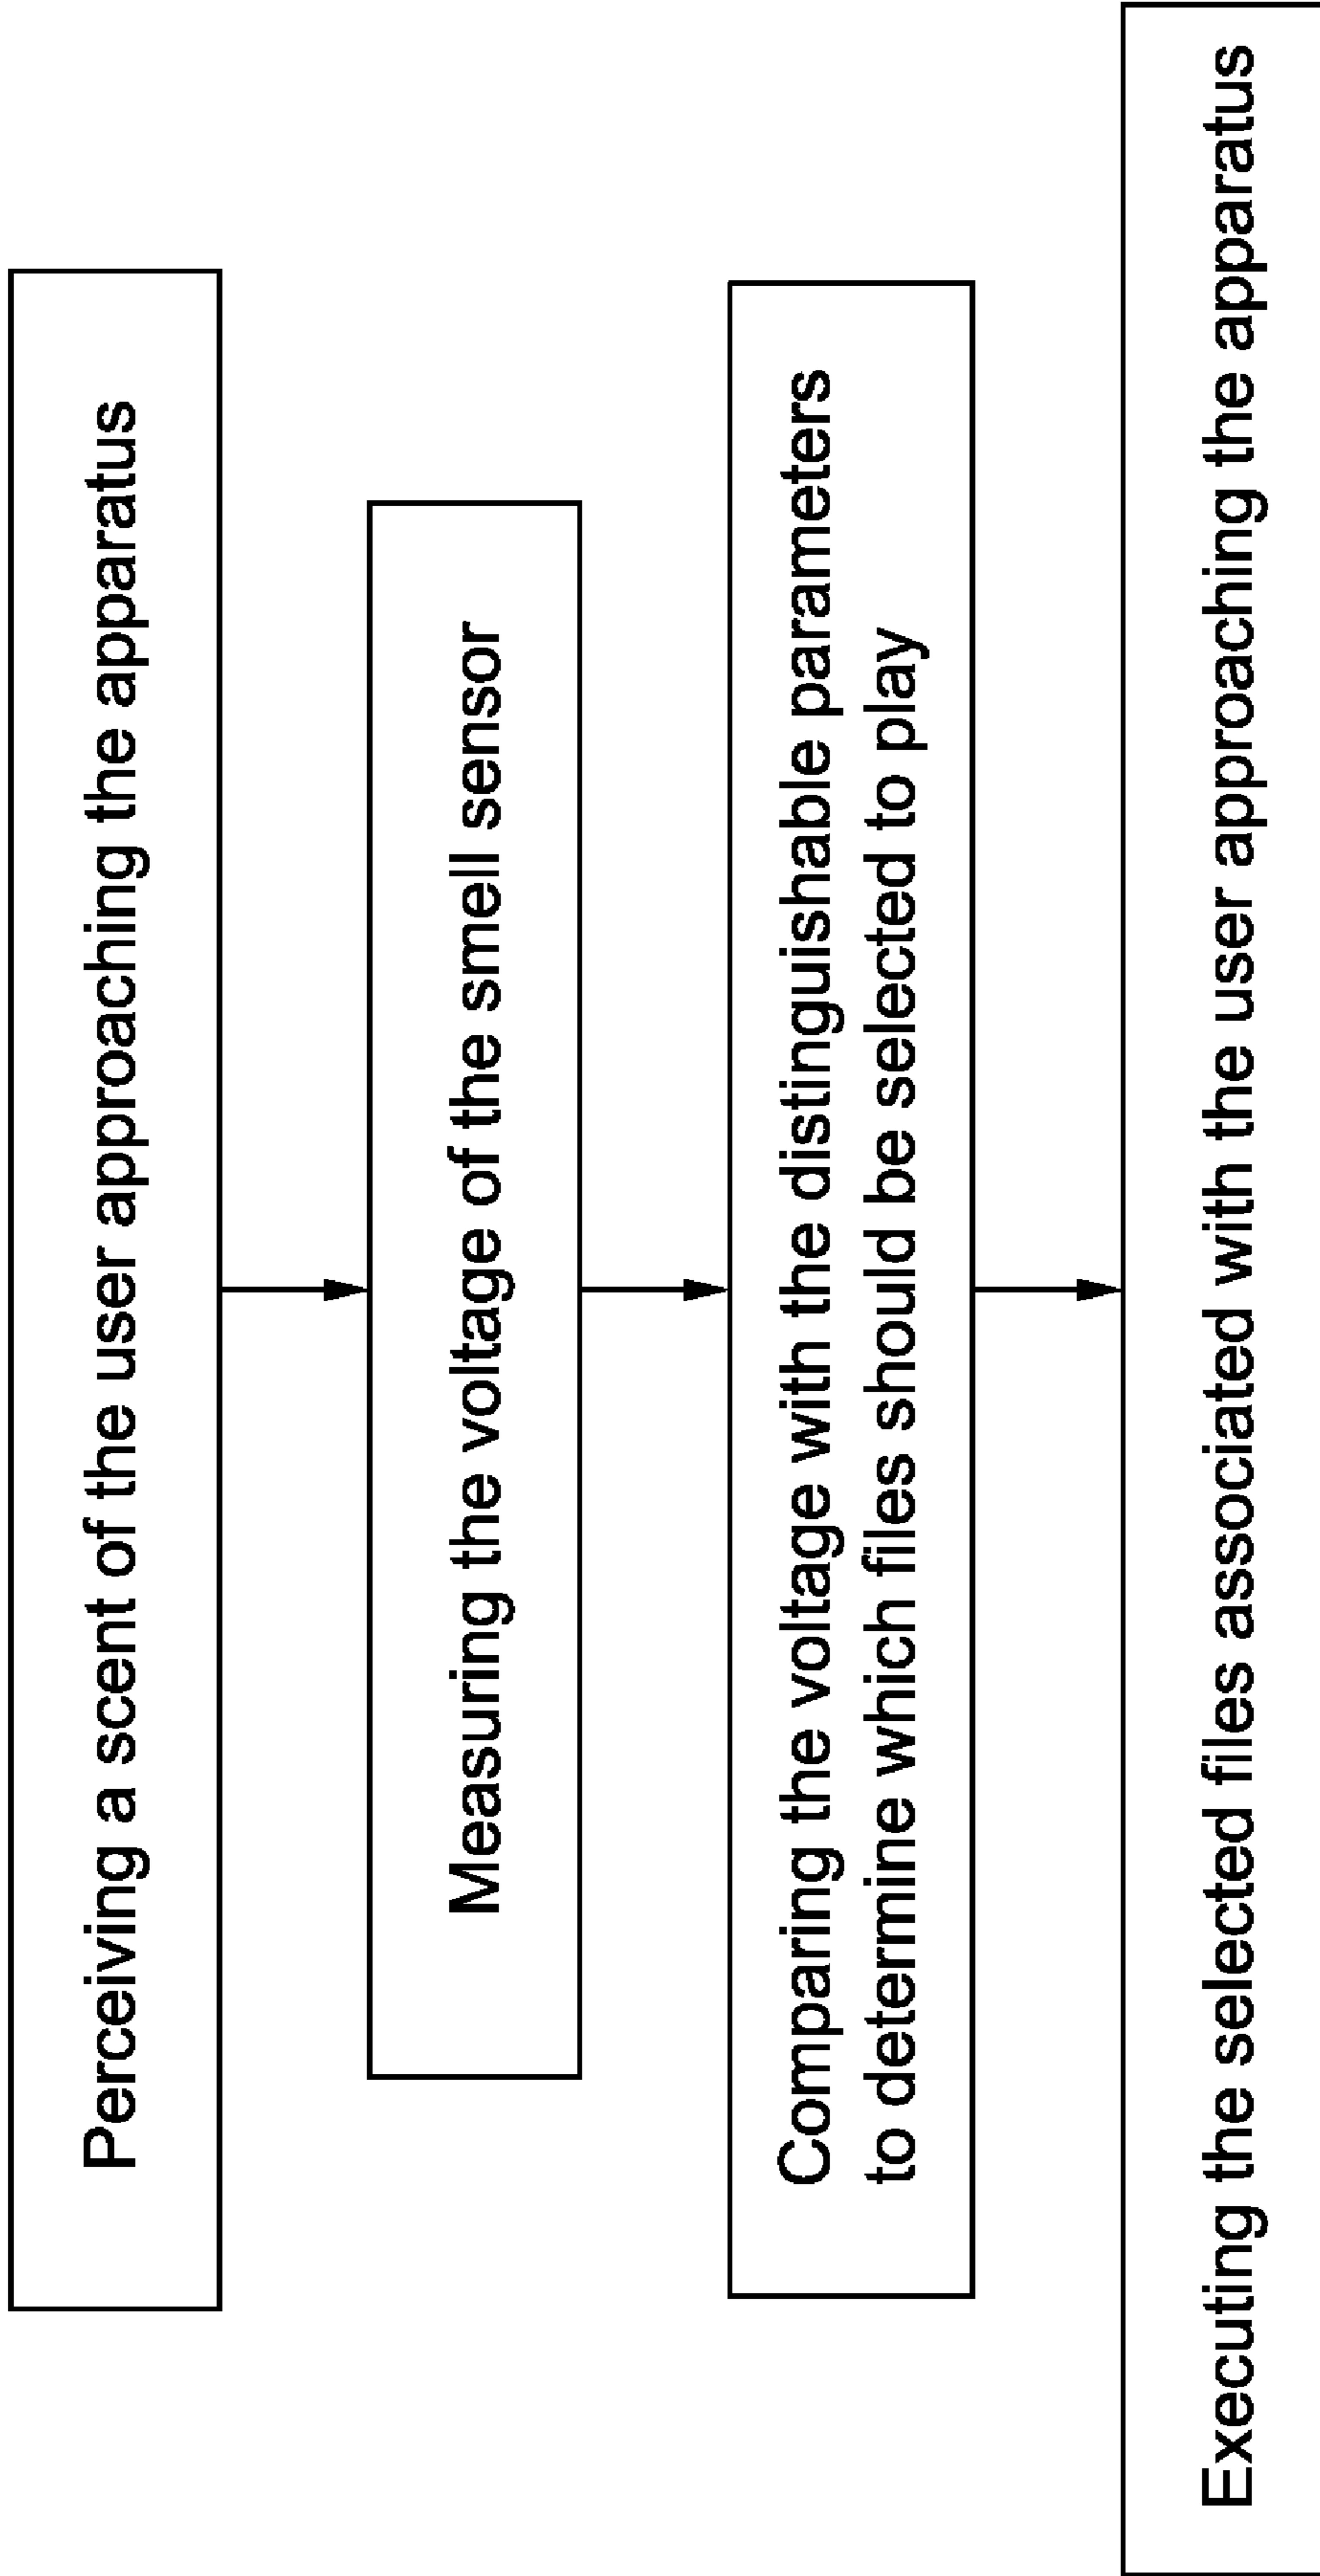 Perceiving a scent of the user approaching the apparatus
Measuring the voltage of the smell sensor
Comparing the voltage with the distinguishable parameters
to determine which files should be selected to play
Executing the selected files associated with the user approaching the apparatus